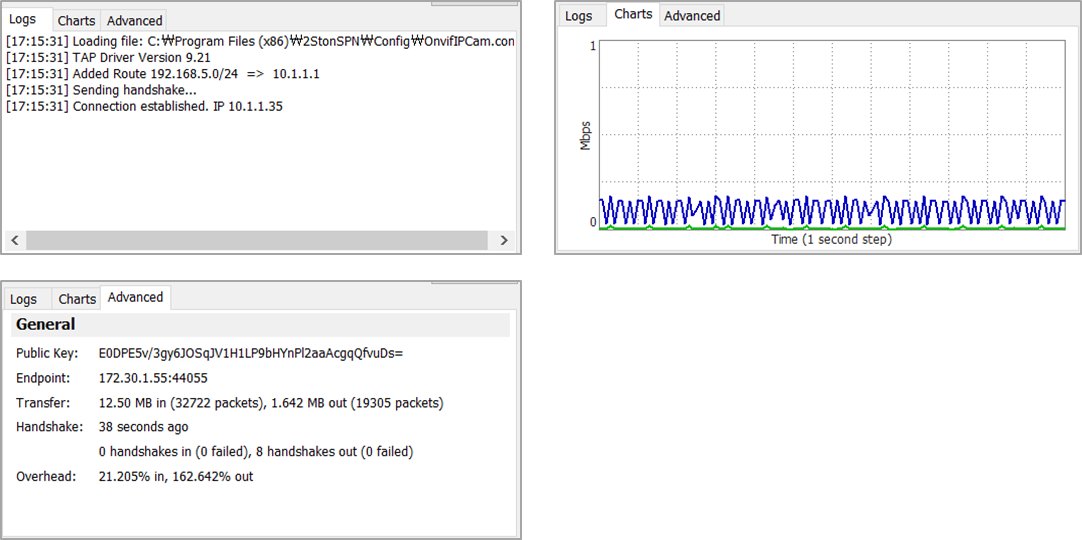 Logs Charts Advanced
[17:15:31] Loading file: C:₩Program Files (x86)₩2StonSPN₩Config₩OnvifIPCam.con
[17:15:31] TAP Driver Version 9.21
[17:15:31] Added Route 192.168.5.0/24 => 10.1.1.1
[17:15:31] Sending handshake...
[17:15:31] Connection established. IP 10.1.1.35
Logs Charts Advanced
1
Mbps
0
Time (1 second step)
Logs Charts Advanced
General
Public Key: E0DPE5v/3gy6JOSqJV1H1LP9bHYnPl2aaAcgqQfvuDs=
Endpoint: 172.30.1.55:44055
Transfer: 12.50 MB in (32722 packets), 1.642 MB out (19305 packets)
Handshake: 38 seconds ago
0 handshakes in (0 failed), 8 handshakes out (0 failed)
Overhead: 21.205% in, 162.642% out